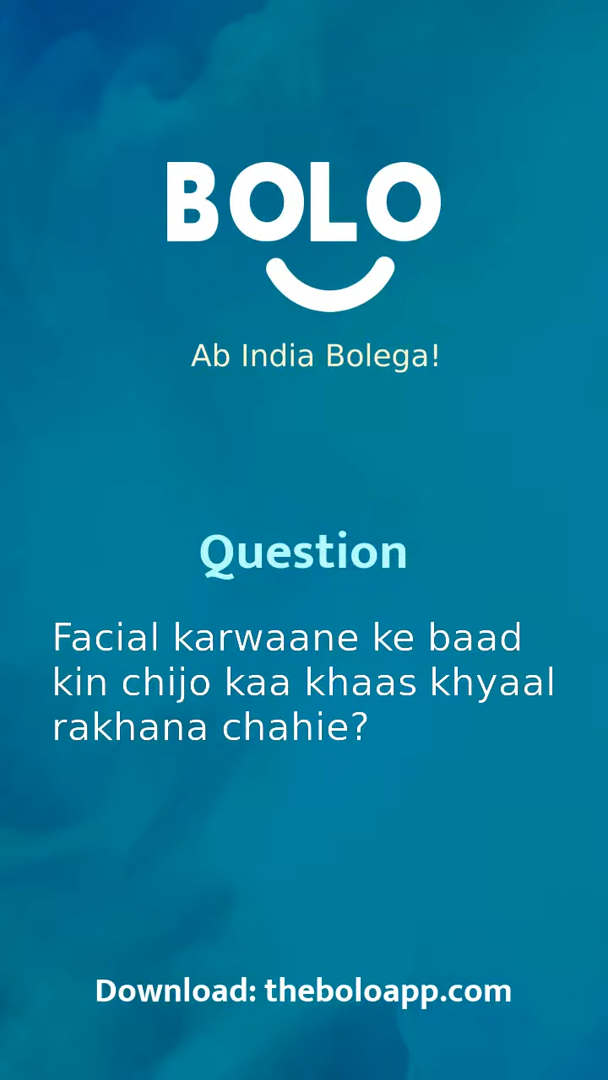 BOLO
Ab India Bolega!
Question
Facial karwaane ke baad
kin chijo kaa khaas khyaal
rakhana chahie?
Download: theboloapp.com